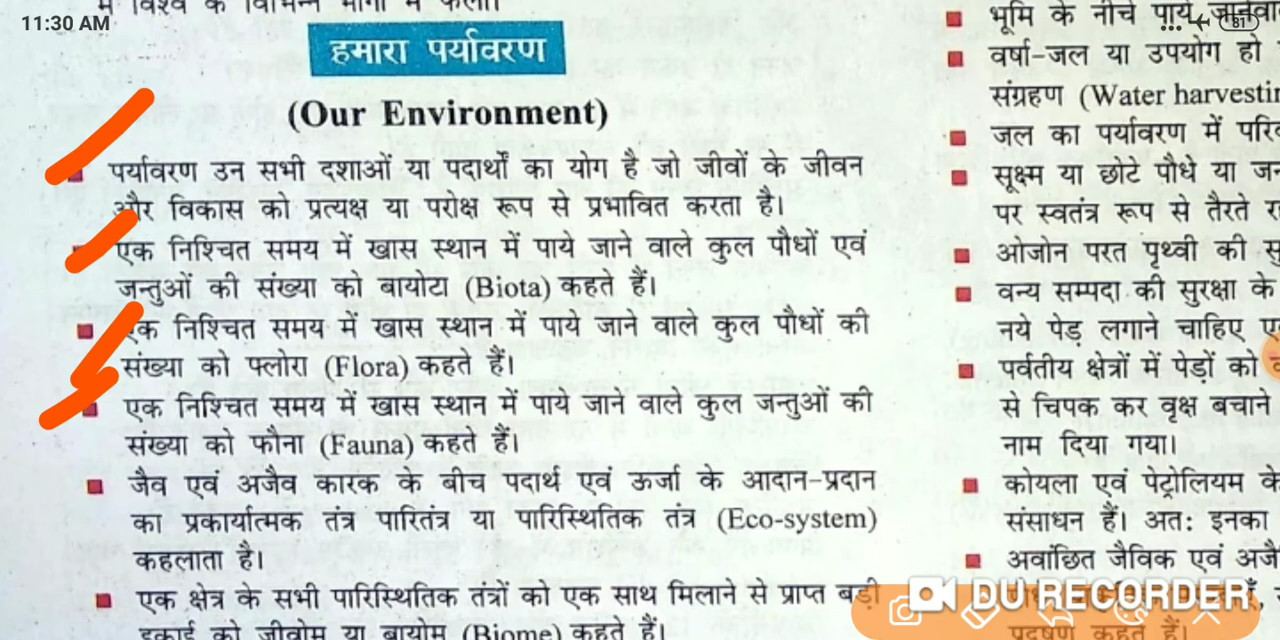 11:30 AM
में विश्व के विभिन्न भागों में फैला।
हमारा पर्यावरण
(Our Environment)
पर्यावरण उन सभी दशाओं या पदार्थों का योग है जो जीवों के जीवन
और विकास को प्रत्यक्ष या परोक्ष रूप से प्रभावित करता है।
एक निश्चित समय में खास स्थान में पाये जाने वाले कुल पौधों एवं
जन्तुओं की संख्या को बायोटा (Biota) कहते हैं।
एक निश्चित समय में खास स्थान में पाये जाने वाले कुल पौधों की
संख्या को फ्लोरा (Flora) कहते हैं।
एक निश्चित समय में खास स्थान में पाये जाने वाले कुल जन्तुओं की
संख्या को फौना (Fauna) कहते हैं।
जैव एवं अजैव कारक के बीच पदार्थ एवं ऊर्जा के आदान-प्रदान
का प्रकार्यात्मक तंत्र पारितंत्र या पारिस्थितिक तंत्र (Eco-system)
कहलाता है।
एक क्षेत्र के सभी पारिस्थितिक तंत्रों को एक साथ मिलाने से प्राप्त बड़ी
इकाई को जीवोम या बायोम (Biome) कहते हैं।
भूमि के नीचे पाये
वर्षा-जल या उपयोग हो
संग्रहण (Water harvestin
जल का पर्यावरण में परि
सूक्ष्म या छोटे पौधे या जन
पर स्वतंत्र रूप से तैरते
ओजोन परत पृथ्वी की सु
वन्य सम्पदा की सुरक्षा के
नये पेड़ लगाने चाहिए
पर्वतीय क्षेत्रों में पेड़ों को
से चिपक कर वृक्ष बचाने
नाम दिया गया।
कोयला एवं पेट्रोलियम के
संसाधन हैं। अतः इनका
अवांछित जैविक एवं अजै
प्रदूषण कहते हैं।
DU RECORDER